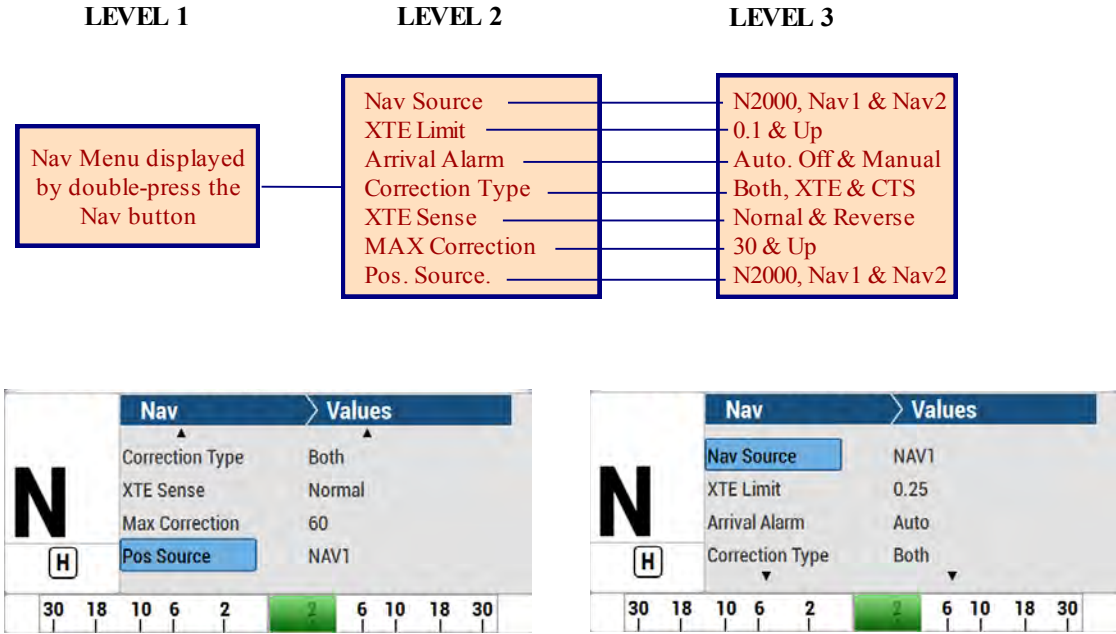 LEVEL 1 LEVEL 2 LEVEL 3
Nav Menu displayed
by double-press the
Nav button
Nav Source N2000, Nav1 & Nav2
XTE Limit 0.1 & Up
Arrival Alarm Auto. Off & Manual
Correction Type Both, XTE & CTS
XTE Sense Nornal & Reverse
MAX Correction 30 & Up
Pos. Source. N2000, Nav1 & Nav2
Nav Values
Correction Type Both
XTE Sense Normal
Max Correction 60
Pos Source NAV1
N
H
30 18 10 6 2 2 6 10 18 30
Nav Values
Nav Source NAV1
XTE Limit 0.25
Arrival Alarm Auto
Correction Type Both
N
H
30 18 10 6 2 2 6 10 18 30